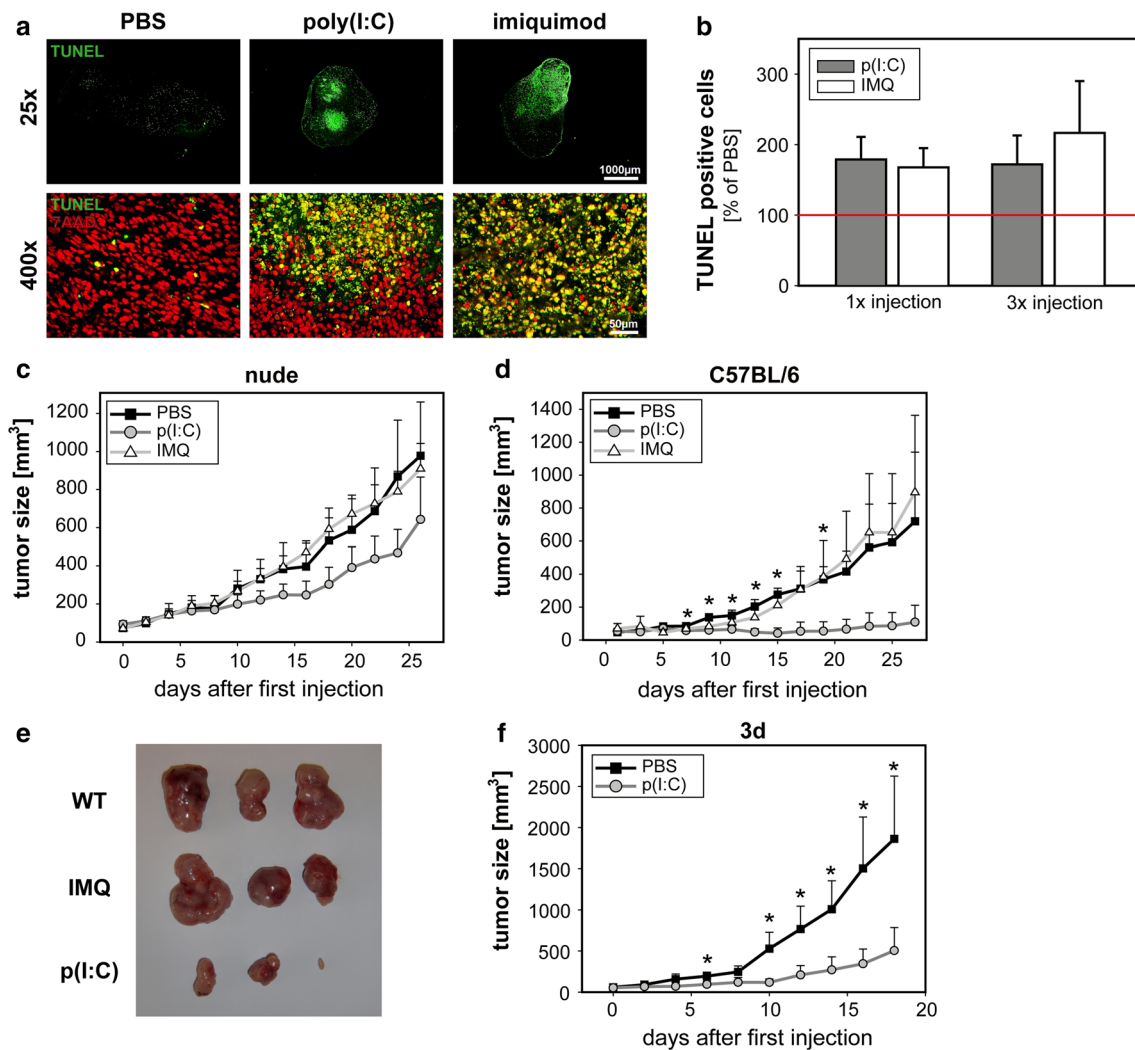 a
PBS
poly(I:C)
imiquimod
25x
TUNEL
1000µm
400x
TUNEL
7AAD
50µm
b
TUNEL positive cells
[% of PBS]
300
200
100
0
p(I:C)
IMQ
1x injection
3x injection
c
nude
tumor size [mm³]
1200
1000
800
600
400
200
0
PBS
p(I:C)
IMQ
0 5 10 15 20 25
days after first injection
d
C57BL/6
tumor size [mm³]
1400
1200
1000
800
600
400
200
0
PBS
p(I:C)
IMQ
* * * * * *
0 5 10 15 20 25
days after first injection
e
WT
IMQ
p(I:C)
f
3d
tumor size [mm³]
3000
2500
2000
1500
1000
500
0
PBS
p(I:C)
* * * * * *
0 5 10 15 20
days after first injection